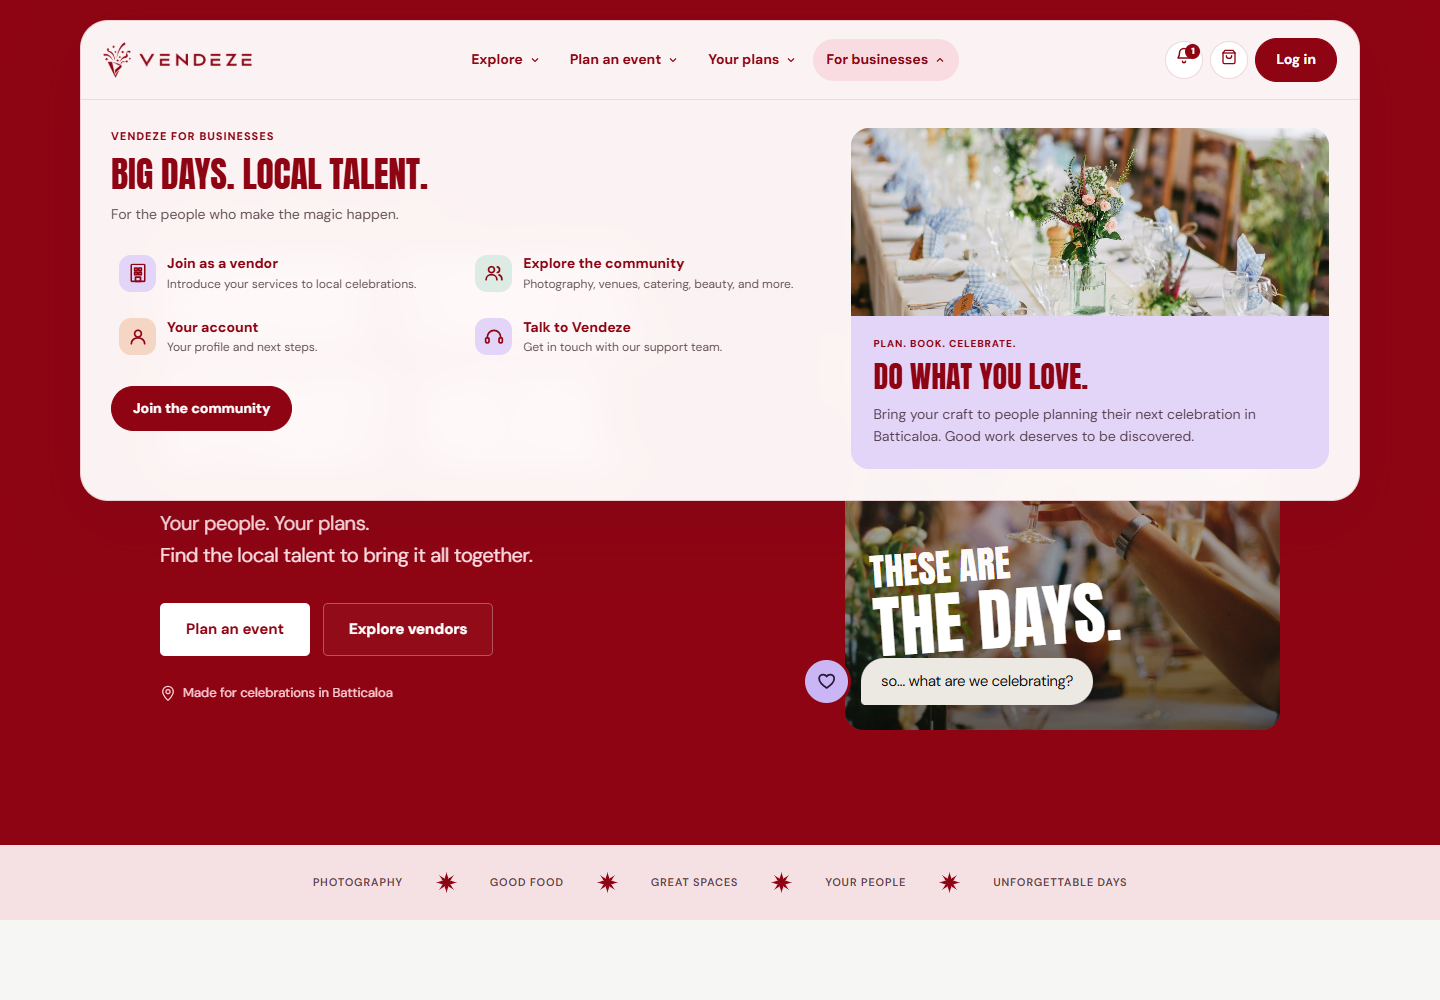 VENDEZE
Explore
Plan an event
Your plans
For businesses
1
Log in
VENDEZE FOR BUSINESSES
BIG DAYS. LOCAL TALENT.
For the people who make the magic happen.
Join as a vendor
Introduce your services to local celebrations.
Explore the community
Photography, venues, catering, beauty, and more.
Your account
Your profile and next steps.
Talk to Vendeze
Get in touch with our support team.
Join the community
PLAN. BOOK. CELEBRATE.
DO WHAT YOU LOVE.
Bring your craft to people planning their next celebration in
Batticaloa. Good work deserves to be discovered.
Your people. Your plans.
Find the local talent to bring it all together.
Plan an event
Explore vendors
Made for celebrations in Batticaloa
THESE ARE
THE DAYS.
so... what are we celebrating?
PHOTOGRAPHY
GOOD FOOD
GREAT SPACES
YOUR PEOPLE
UNFORGETTABLE DAYS